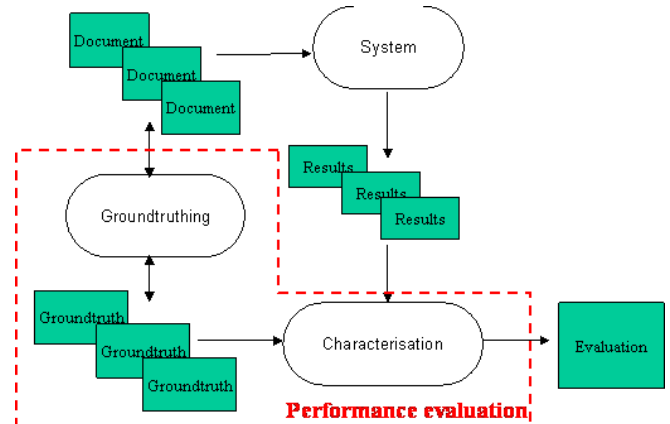 Document
Document
Document
System
Results
Results
Results
Groundtruthing
Groundtruth
Groundtruth
Groundtruth
Characterisation
Evaluation
Performance evaluation